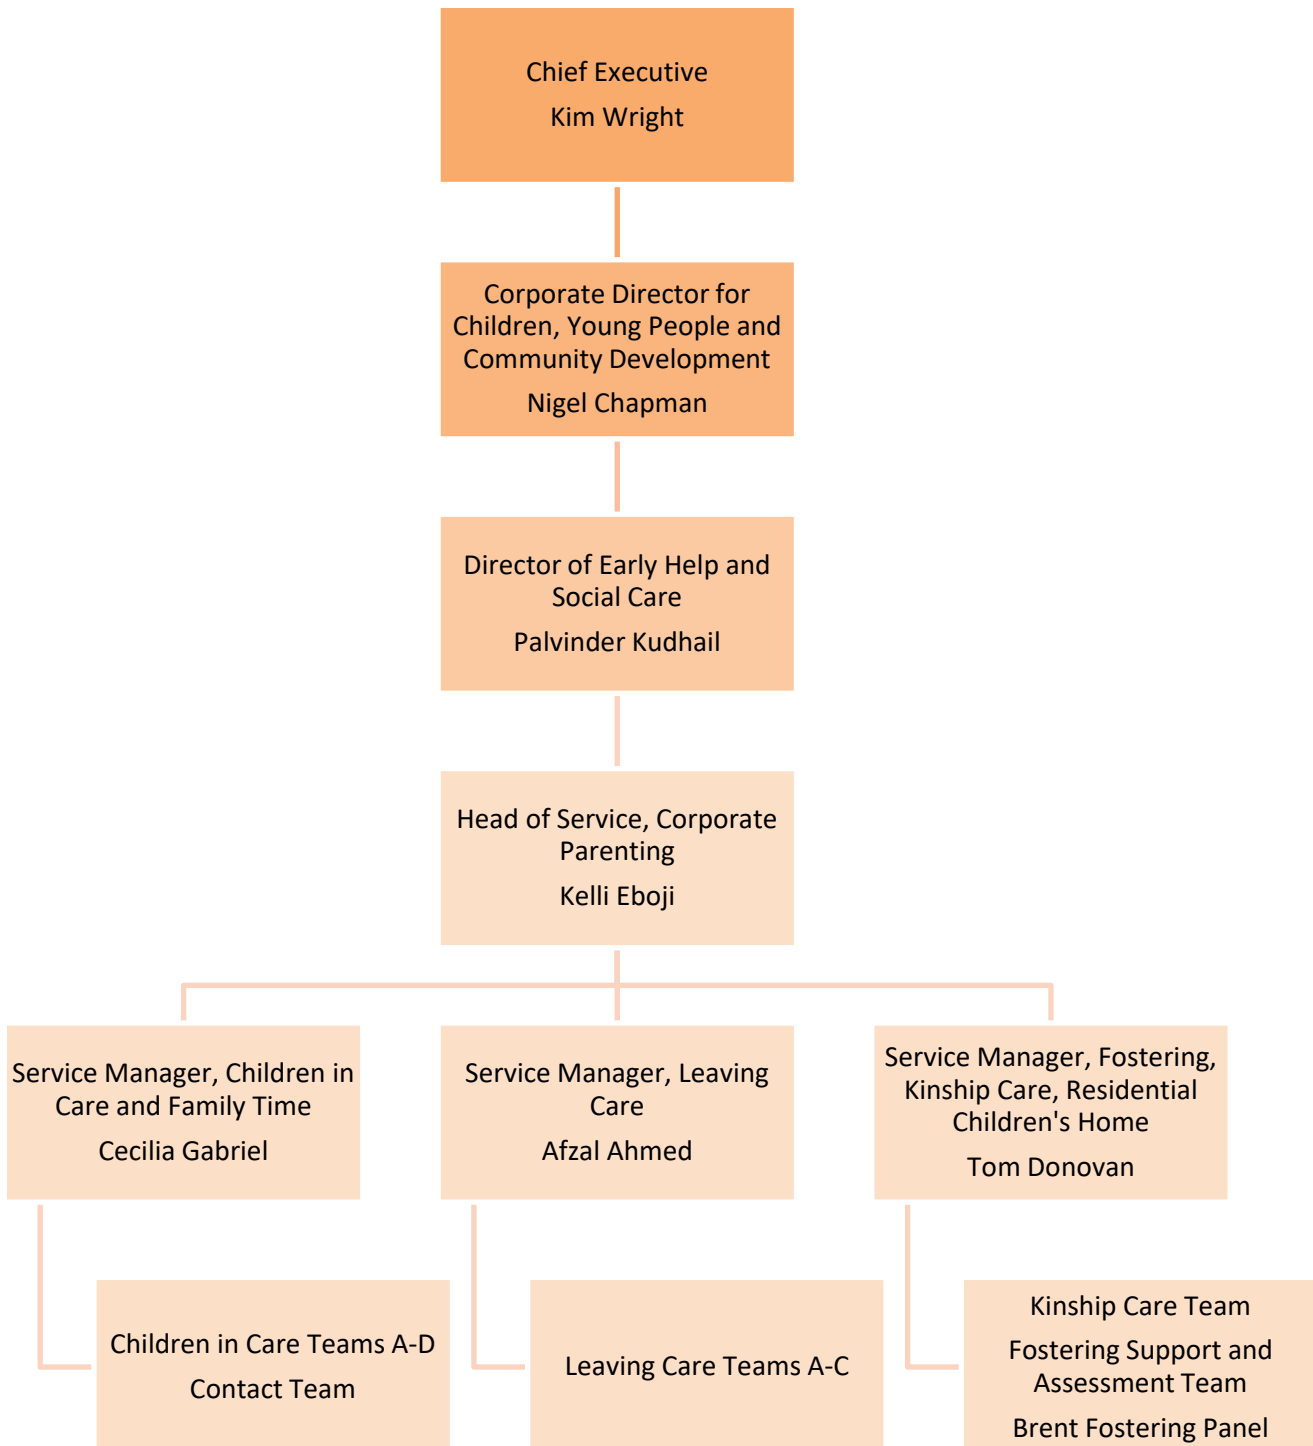 Chief Executive
Kim Wright
Corporate Director for
Children, Young People and
Community Development
Nigel Chapman
Director of Early Help and
Social Care
Palvinder Kudhail
Head of Service, Corporate
Parenting
Kelli Eboji
Service Manager, Children in
Care and Family Time
Cecilia Gabriel
Service Manager, Leaving
Care
Afzal Ahmed
Service Manager, Fostering,
Kinship Care, Residential
Children's Home
Tom Donovan
Children in Care Teams A-D
Contact Team
Leaving Care Teams A-C
Kinship Care Team
Fostering Support and
Assessment Team
Brent Fostering Panel